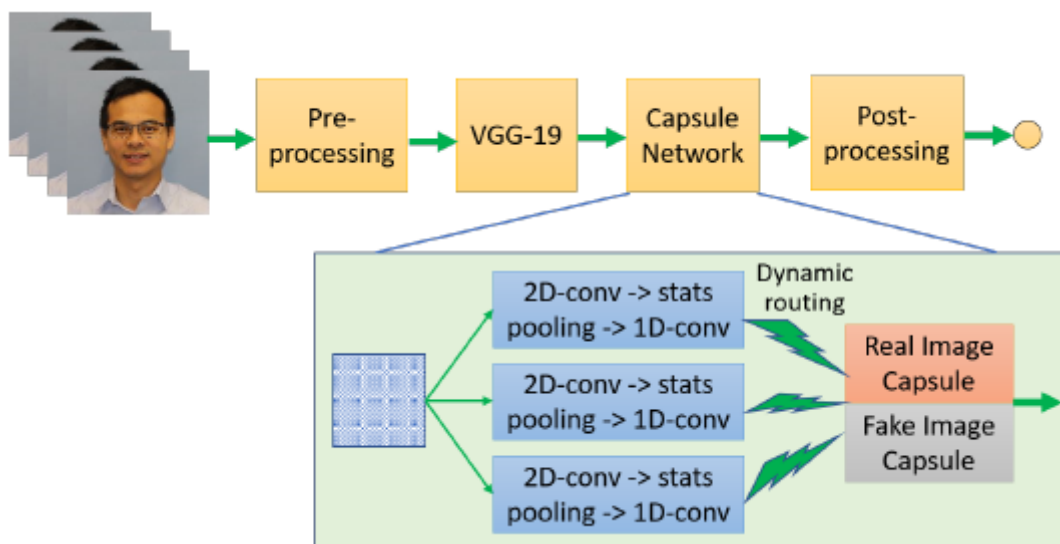 Pre-
processing
VGG-19
Capsule
Network
Post-
processing
Dynamic
routing
2D-conv -> stats
pooling -> 1D-conv
2D-conv -> stats
pooling -> 1D-conv
2D-conv -> stats
pooling -> 1D-conv
Real Image
Capsule
Fake Image
Capsule